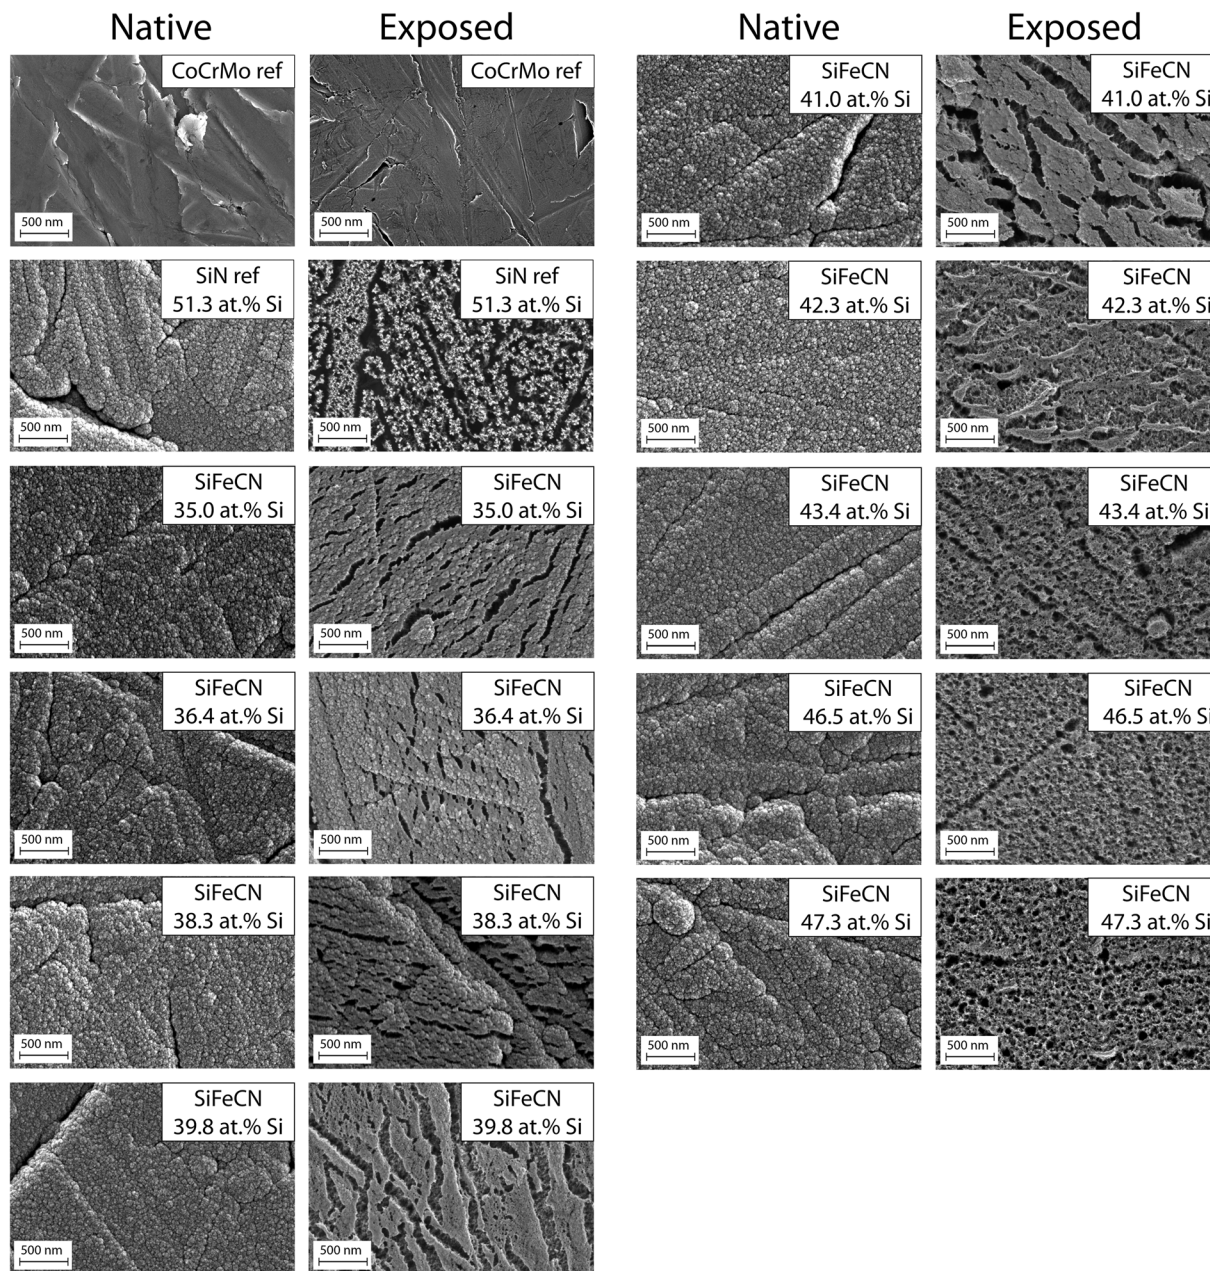 Native
Exposed
Native
Exposed
CoCrMo ref
500 nm
CoCrMo ref
500 nm
SiFeCN
41.0 at.% Si
500 nm
SiFeCN
41.0 at.% Si
500 nm
SiN ref
51.3 at.% Si
500 nm
SiN ref
51.3 at.% Si
500 nm
SiFeCN
42.3 at.% Si
500 nm
SiFeCN
42.3 at.% Si
500 nm
SiFeCN
35.0 at.% Si
500 nm
SiFeCN
35.0 at.% Si
500 nm
SiFeCN
43.4 at.% Si
500 nm
SiFeCN
43.4 at.% Si
500 nm
SiFeCN
36.4 at.% Si
500 nm
SiFeCN
36.4 at.% Si
500 nm
SiFeCN
46.5 at.% Si
500 nm
SiFeCN
46.5 at.% Si
500 nm
SiFeCN
38.3 at.% Si
500 nm
SiFeCN
38.3 at.% Si
500 nm
SiFeCN
47.3 at.% Si
500 nm
SiFeCN
47.3 at.% Si
500 nm
SiFeCN
39.8 at.% Si
500 nm
SiFeCN
39.8 at.% Si
500 nm